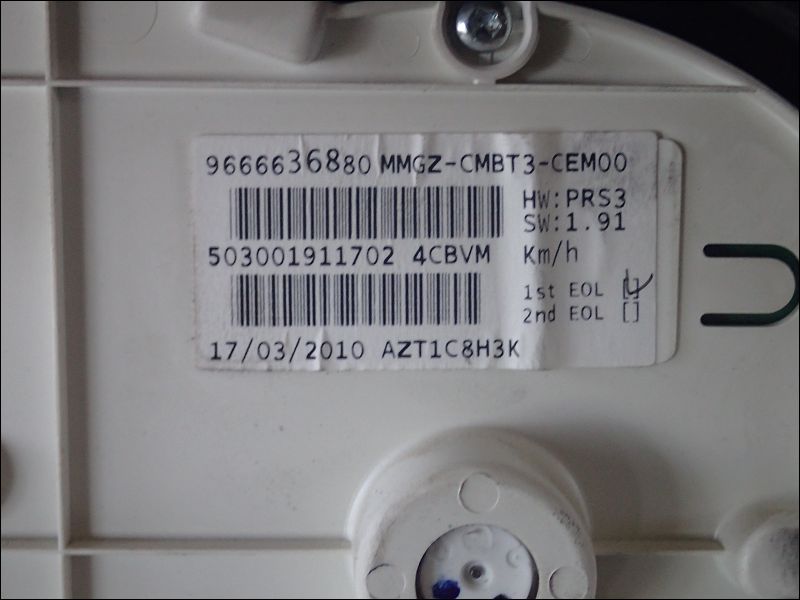 9666636880 MMGZ-CMBT3-CEM00
HW:PRS3
SW:1.91
503001911702 4CBVM Km/h
1st EOL [ ]
2nd EOL []
17/03/2010 AZT1C8H3K